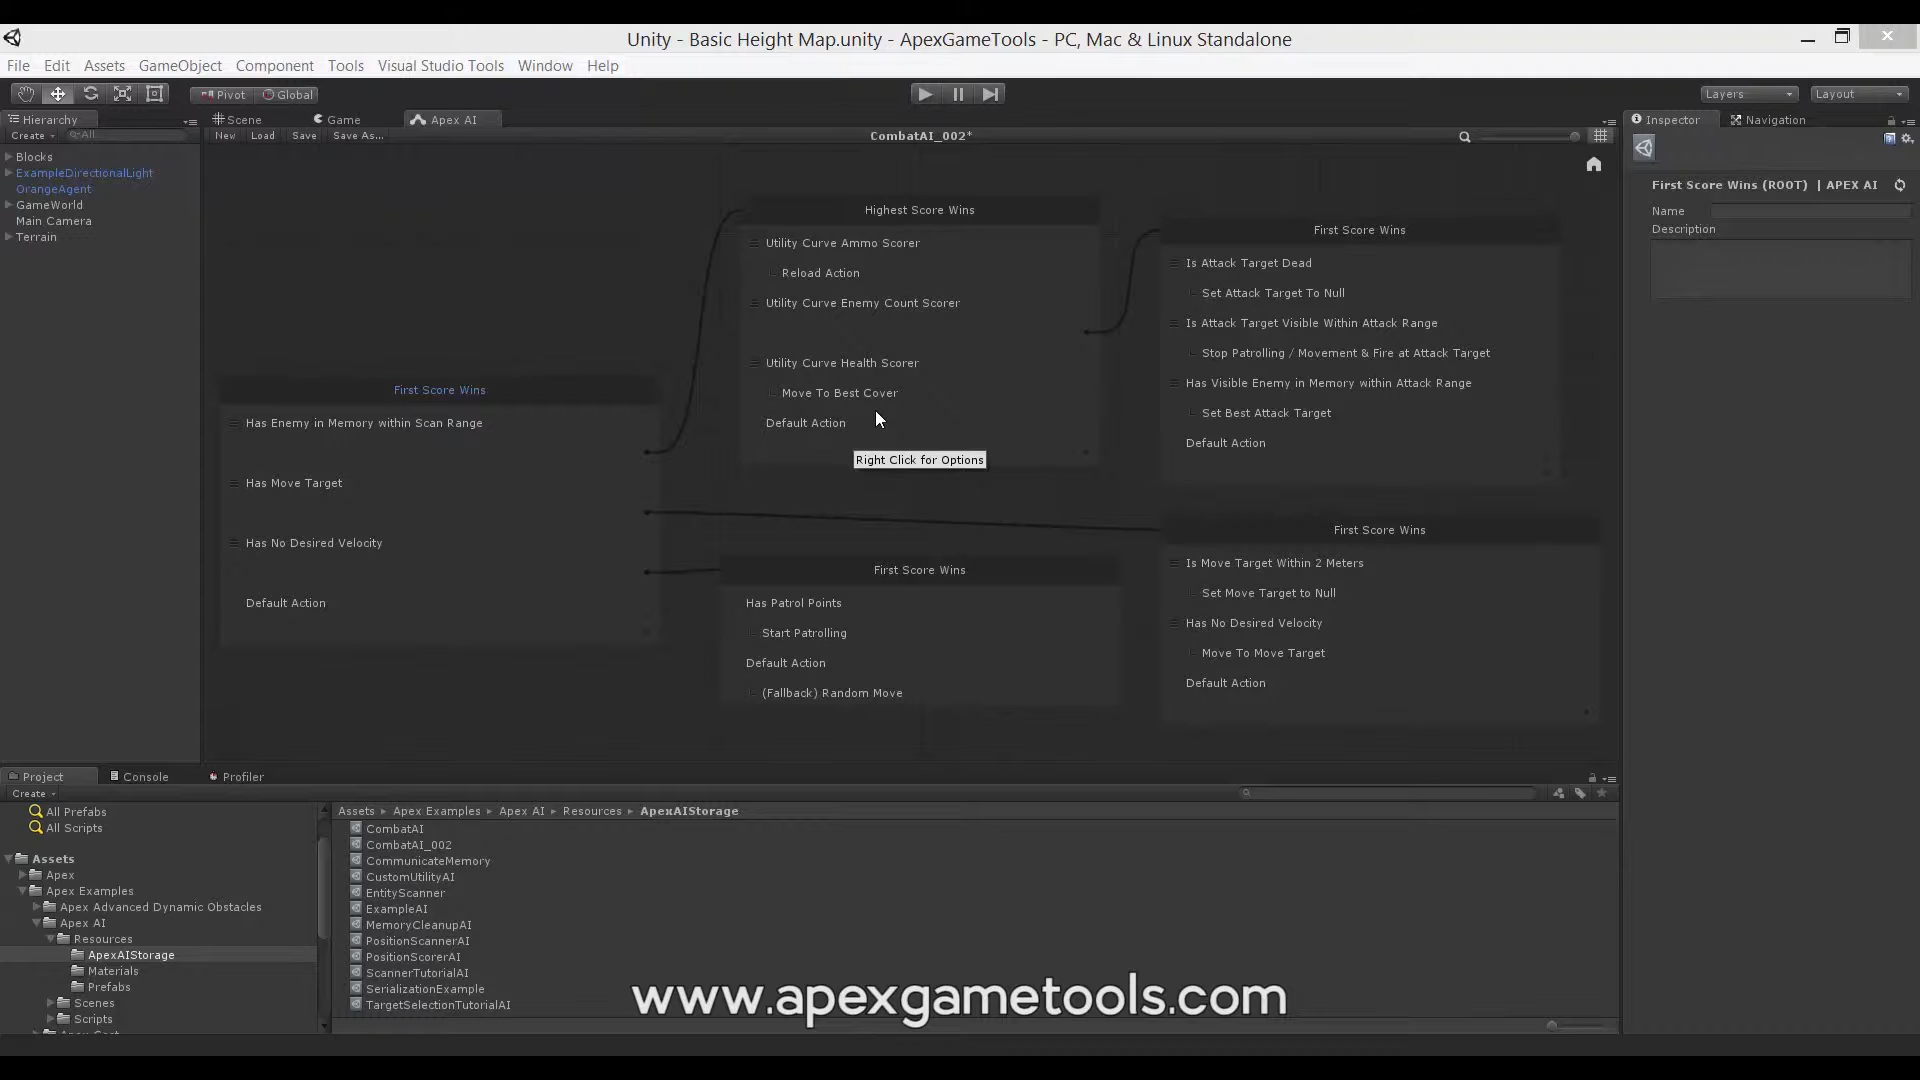 Unity - Basic Height Map.unity - ApexGameTools - PC, Mac & Linux Standalone
File Edit Assets GameObject Component Tools Visual Studio Tools Window Help
Pivot Global Layers Layout
Hierarchy
Create All
Blocks
ExampleDirectionalLight
OrangeAgent
GameWorld
Main Camera
Terrain
Scene Game Apex AI
New Load Save Save As... CombatAI_002*
First Score Wins
Has Enemy in Memory within Scan Range
Has Move Target
Has No Desired Velocity
Default Action
Highest Score Wins
Utility Curve Ammo Scorer
Reload Action
Utility Curve Enemy Count Scorer
Utility Curve Health Scorer
Move To Best Cover
Default Action
Right Click for Options
First Score Wins
Has Patrol Points
Start Patrolling
Default Action
(Fallback) Random Move
First Score Wins
Is Attack Target Dead
Set Attack Target To Null
Is Attack Target Visible Within Attack Range
Stop Patrolling / Movement & Fire at Attack Target
Has Visible Enemy in Memory within Attack Range
Set Best Attack Target
Default Action
First Score Wins
Is Move Target Within 2 Meters
Set Move Target to Null
Has No Desired Velocity
Move To Move Target
Default Action
Inspector Navigation
First Score Wins (ROOT) | APEX AI
Name
Description
Project Console Profiler
Create
All Prefabs
All Scripts
Assets
Apex
Apex Examples
Apex Advanced Dynamic Obstacles
Apex AI
Resources
ApexAIStorage
Materials
Prefabs
Scenes
Scripts
Assets Apex Examples Apex AI Resources ApexAIStorage
CombatAI
CombatAI_002
CommunicateMemory
CustomUtilityAI
EntityScanner
ExampleAI
MemoryCleanupAI
PositionScannerAI
PositionScorerAI
ScannerTutorialAI
SerializationExample
TargetSelectionTutorialAI
www.apexgametools.com